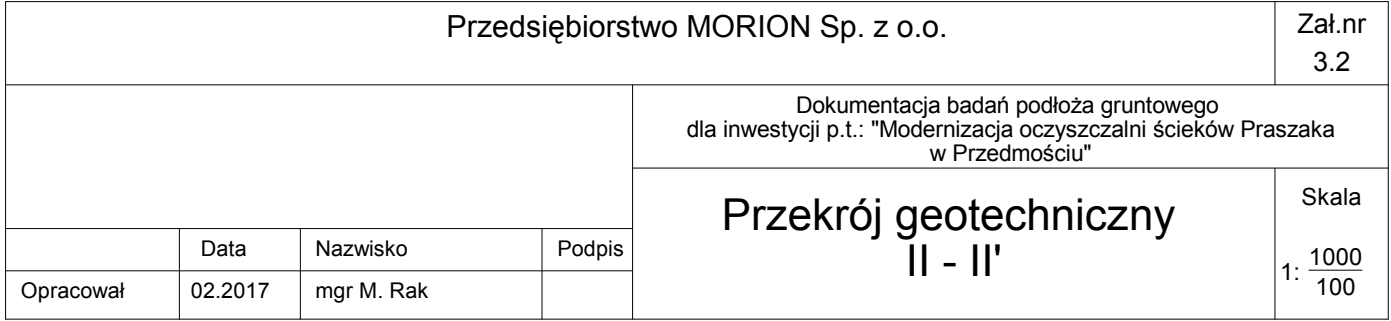 Przedsiębiorstwo MORION Sp. z o.o.
Zał.nr
3.2
Dokumentacja badań podłoża gruntowego
dla inwestycji p.t.: "Modernizacja oczyszczalni ścieków Praszaka
w Przedmościu"
Przekrój geotechniczny
II - II'
Skala
1: 1000
100
Data Nazwisko Podpis
Opracował 02.2017 mgr M. Rak